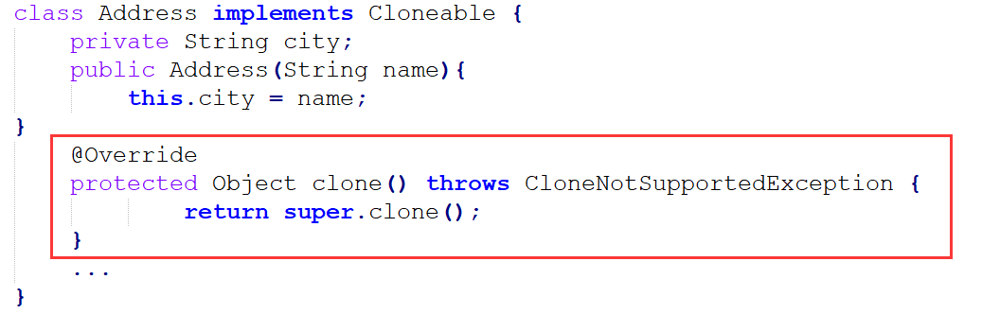 class Address implements Cloneable {
    private String city;
    public Address(String name){
        this.city = name;
}
    @Override
    protected Object clone() throws CloneNotSupportedException {
            return super.clone();
    }
    ...
}